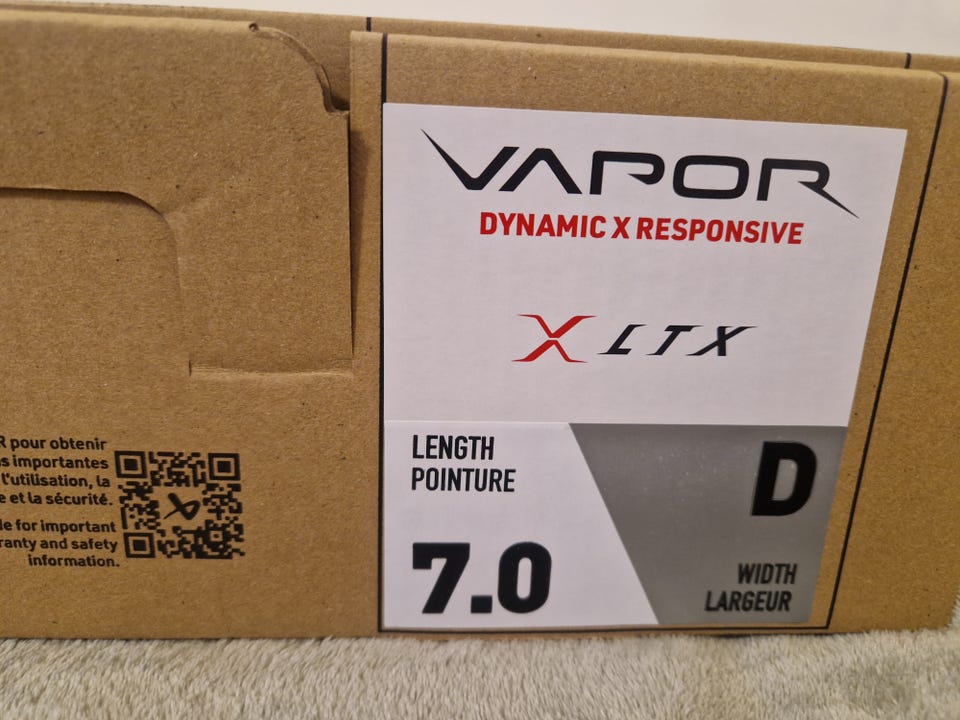 VAPOR
DYNAMIC X RESPONSIVE
X LTX
LENGTH
POINTURE
7.0
D
WIDTH
LARGEUR
R pour obtenir
importantes
l'utilisation, la
et la sécurité.
for important
and safety
information.